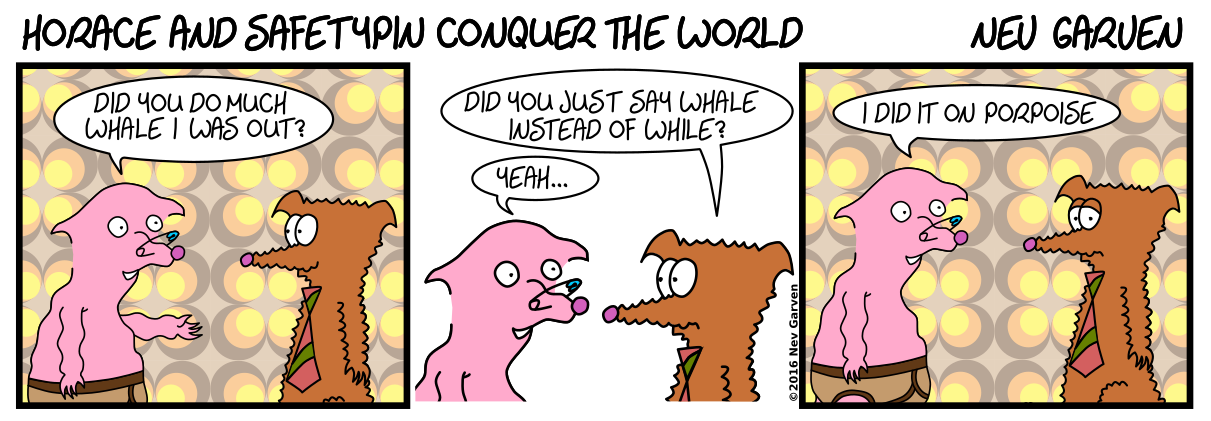 HORACE AND SAFETYPIN CONQUER THE WORLD
NEV GARVEN
DID YOU DO MUCH
WHALE I WAS OUT?
DID YOU JUST SAY WHALE
INSTEAD OF WHILE?
YEAH...
©2016 Nev Garven
I DID IT ON PORPOISE